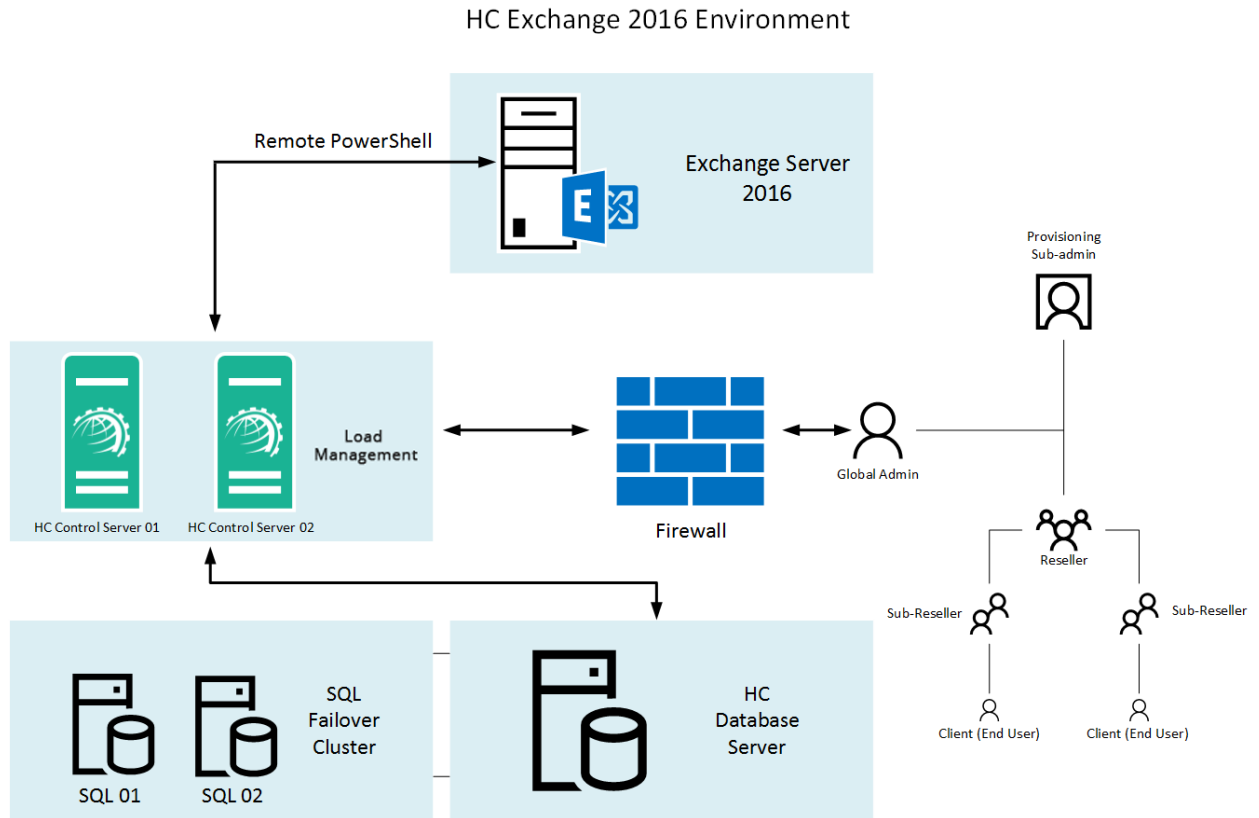 HC Exchange 2016 Environment
Remote PowerShell
Exchange Server
2016
E
Provisioning
Sub-admin
Load
Management
HC Control Server 01
HC Control Server 02
Firewall
Global Admin
Reseller
Sub-Reseller
Sub-Reseller
Client (End User)
Client (End User)
SQL
Failover
Cluster
SQL 01
SQL 02
HC
Database
Server